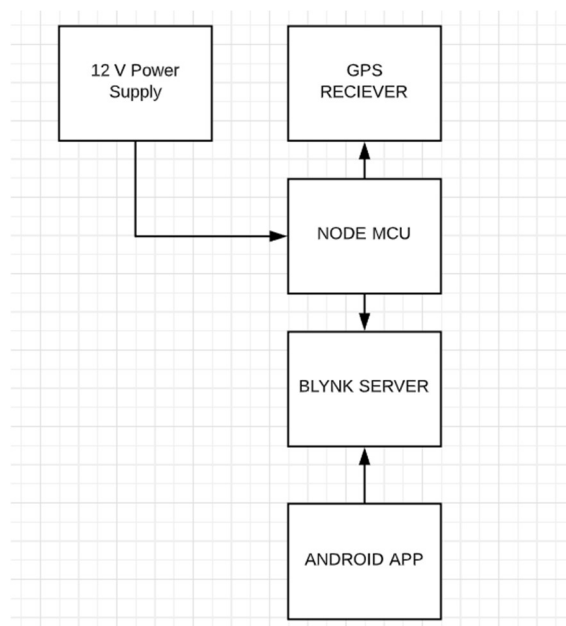 12 V Power
Supply
GPS
RECIEVER
NODE MCU
BLYNK SERVER
ANDROID APP